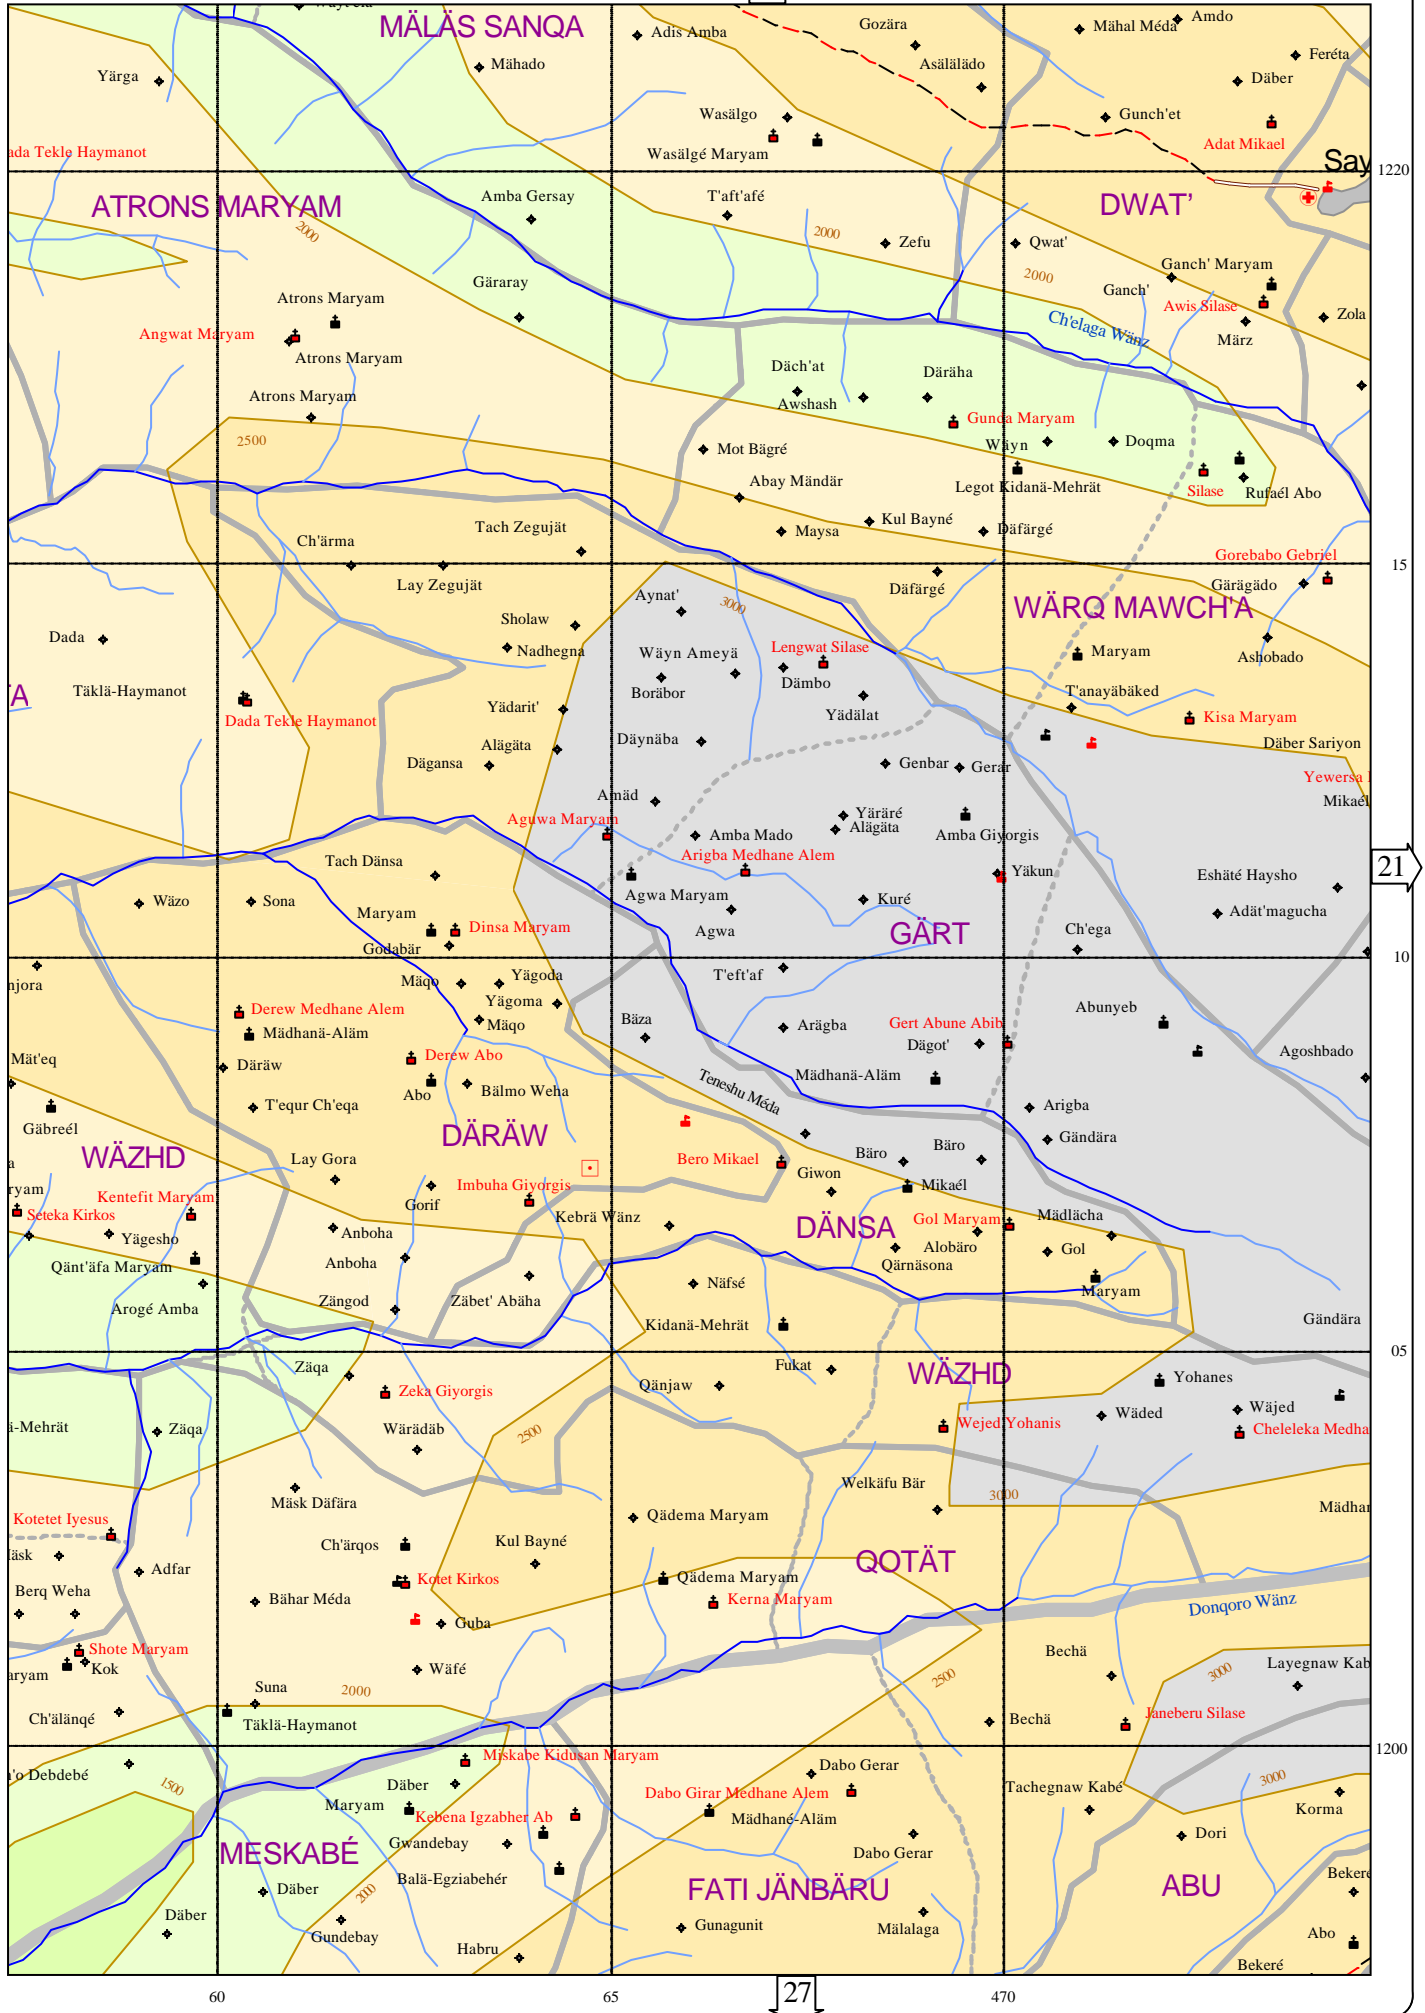 MÄLÄS SANQA
Adis Amba
Gozära
Mähal Méda
Amdo
Feréta
Yärga
Mähado
Asälälädo
Däber
Wasälgo
Gunch'et
Wasälgé Maryam
Adat Mikael
ada Tekle Haymanot
Say
1220
ATRONS MARYAM
Amba Gersay
T'aft'afé
DWAT'
2000
2000
Zefu
Qwat'
2000
Gäraray
Ganch' Maryam
Ganch'
Atrons Maryam
Awis Silase
Angwat Maryam
Ch'elaga Wänz
Zola
Atrons Maryam
März
Däch'at
Däräha
Atrons Maryam
Awshash
Gunda Maryam
2500
Mot Bägré
Wäyn
Doqma
Abay Mändär
Legot Kidanä-Mehrät
Silase
Rufaél Abo
Tach Zegujät
Maysa
Kul Bayné
Däfärgé
Ch'ärma
Gorebabo Gebriel
15
Lay Zegujät
Däfärgé
Gärägädo
Aynat'
3000
WÄRQ MAWCH'A
Sholaw
Dada
Nadhegna
Wäyn Ameyä
Lengwat Silase
Maryam
Ashobado
Täklä-Haymanot
Boräbor
Dämbo
TA
T'anayäbäked
Dada Tekle Haymanot
Yädarit'
Yädälat
Kisa Maryam
Alägäta
Däynäba
Däber Sariyon
Dägansa
Genbar
Gerar
Yewersa
Amäd
Mikaél
Aguwa Maryam
Yäräré
Amba Mado
Alägäta
Amba Giyorgis
Tach Dänsa
Arigba Medhane Alem
21
Yäkun
Eshäté Haysho
Wäzo
Sona
Agwa Maryam
Kuré
Adät'magucha
Maryam
Dinsa Maryam
Agwa
GÄRT
Ch'ega
Godabär
10
Mäqo
Yägoda
T'eft'af
njora
Yägoma
Derew Medhane Alem
Abunyeb
Mäqo
Bäza
Arägba
Gert Abune Abib
Mädhanä-Aläm
Dägot'
Agoshbado
Mät'eq
Derew Abo
Däräw
Mädhanä-Aläm
Teneshu Méda
Abo
Bälmo Weha
T'equr Ch'eqa
Arigba
Gäbreél
DÄRÄW
Gändära
WÄZHD
Bäro
Lay Gora
Bero Mikael
Bäro
a
Giwon
ryam
Kentefit Maryam
Imbuha Giyorgis
Mikaél
Gorif
Seteka Kirkos
Kebrä Wänz
DÄNSA
Gol Maryam
Mädlächa
Yägesho
Anboha
Alobäro
Gol
Qänt'äfa Maryam
Anboha
Qärnäsona
Arogé Amba
Zängod
Zäbet' Abäha
Näfsé
Maryam
Kidanä-Mehrät
Gändära
05
Zäqa
Fukat
WÄZHD
Yohanes
Zeka Giyorgis
Qänjaw
Wäded
Wäjed
ä-Mehrät
Zäqa
Wärädäb
2500
Wejed Yohanis
Cheleleka Medha
Welkäfu Bär
Mäsk Däfära
3000
Mädhar
Kotetet Iyesus
Qädema Maryam
Ch'ärqos
Kul Bayné
QOTÄT
Mäsk
Adfar
Kotet Kirkos
Qädema Maryam
Berq Weha
Bähar Méda
Kerna Maryam
Donqoro Wänz
Guba
Shote Maryam
Bechä
aryam
Kok
Wäfé
2500
3000
Layegnaw Kab
Suna
2000
Ch'älänqé
Täklä-Haymanot
Bechä
Janeberu Silase
1200
Miskabe Kidusan Maryam
Dabo Gerar
'o Debdebé
1500
Däber
3000
Maryam
Kebena Igzabher Ab
Dabo Girar Medhane Alem
Tachegnaw Kabé
Korma
Mädhané-Aläm
Gwandebay
Dori
MESKABÉ
Dabo Gerar
Balä-Egziabehér
Bekeré
Däber
2000
FATI JÄNBÄRU
ABU
Däber
Gundebay
Gunagunit
Mälalaga
Abo
Habru
Bekeré
60
65
27
470